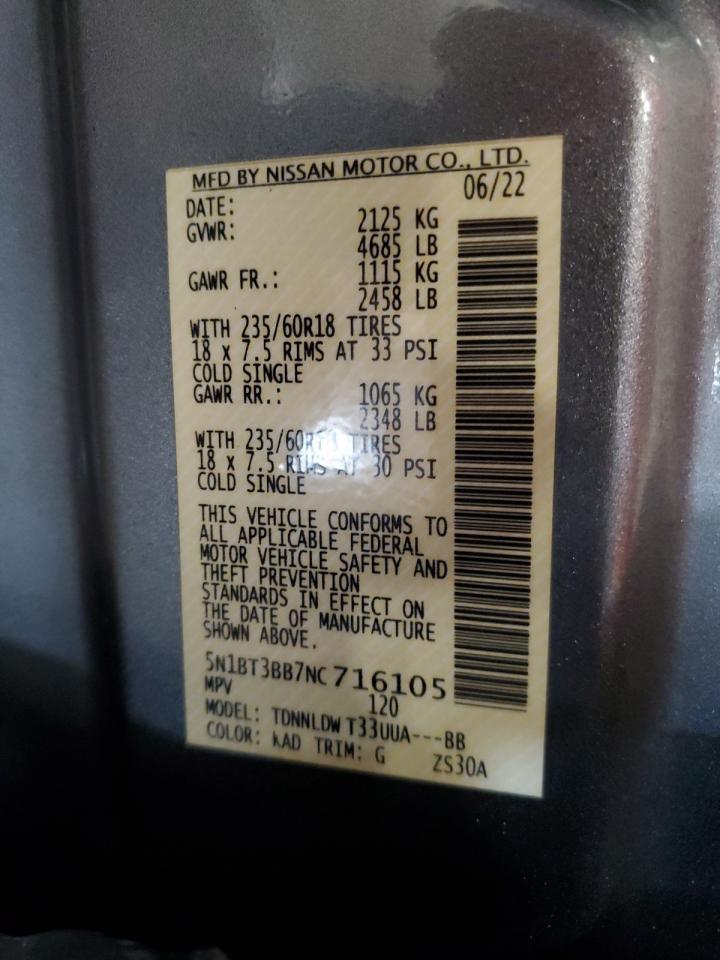 MFD BY NISSAN MOTOR CO., LTD.
DATE: 06/22
GVWR: 2125 KG
4685 LB
GAWR FR.: 1115 KG
2458 LB
WITH 235/60R18 TIRES
18 x 7.5 RIMS AT 33 PSI
COLD SINGLE
GAWR RR.: 1065 KG
2348 LB
WITH 235/60R18 TIRES
18 x 7.5 RIMS AT 30 PSI
COLD SINGLE
THIS VEHICLE CONFORMS TO
ALL APPLICABLE FEDERAL
MOTOR VEHICLE SAFETY AND
THEFT PREVENTION
STANDARDS IN EFFECT ON
THE DATE OF MANUFACTURE
SHOWN ABOVE.
5N1BT3BB7NC 716105
MPV 120
MODEL: TDNNLDW T33UUA---BB
COLOR: KAD TRIM: G ZS30A